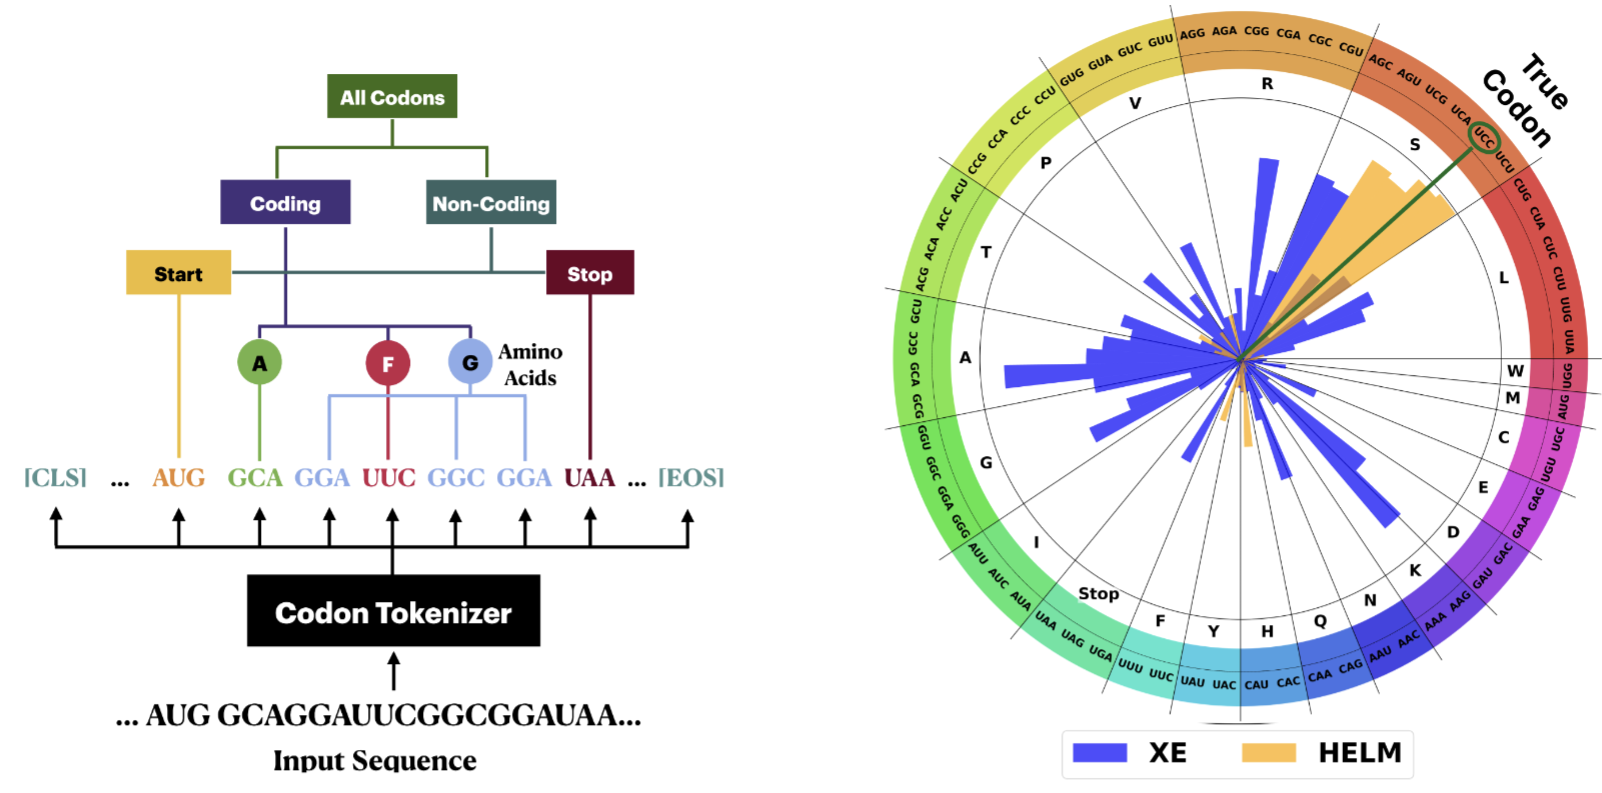 All Codons
Coding
Non-Coding
Start
Stop
A
F
G
Amino
Acids
[CLS] ... AUG GCA GGA UUC GGC GGA UAA ... [EOS]
Codon Tokenizer
... AUG GCAGGAUUCGGCGGAUAA...
Input Sequence
True
Codon
AGG AGA CGG CGA CGC CGU
AGC AGU UCG UCA UCC UCU
CUG CUA CUC CUU UUG UUA
UGG
AUG
UGC UGU
GAG GAA
GAC GAU
AAG AAA
AAC AAU
CAG CAA
CAC CAU
UAC UAU
UUC UUU
UGA UAG UAA
AUA AUC AUU
GGG GGA GGC GGU
GCG GCA GCC GCU
ACG ACA ACC ACU
CCG CCA CCC CCU
GUG GUA GUC GUU
R
S
L
W
M
C
E
D
K
N
Q
H
Y
F
Stop
I
G
A
T
P
V
XE
HELM